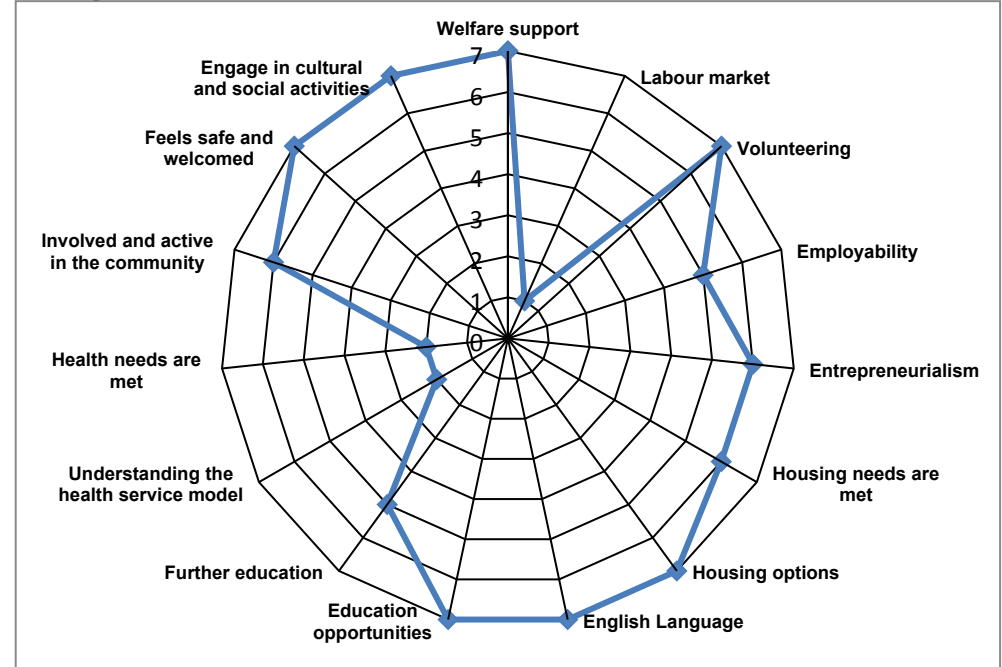 Welfare support
7
Labour market
Engage in cultural
and social activities
6
Feels safe and
welcomed
5
Volunteering
4
3
Involved and active
in the community
Employability
2
1
0
Health needs are
met
Entrepreneurialism
Understanding the
health service model
Housing needs are
met
Further education
Housing options
Education
opportunities
English Language